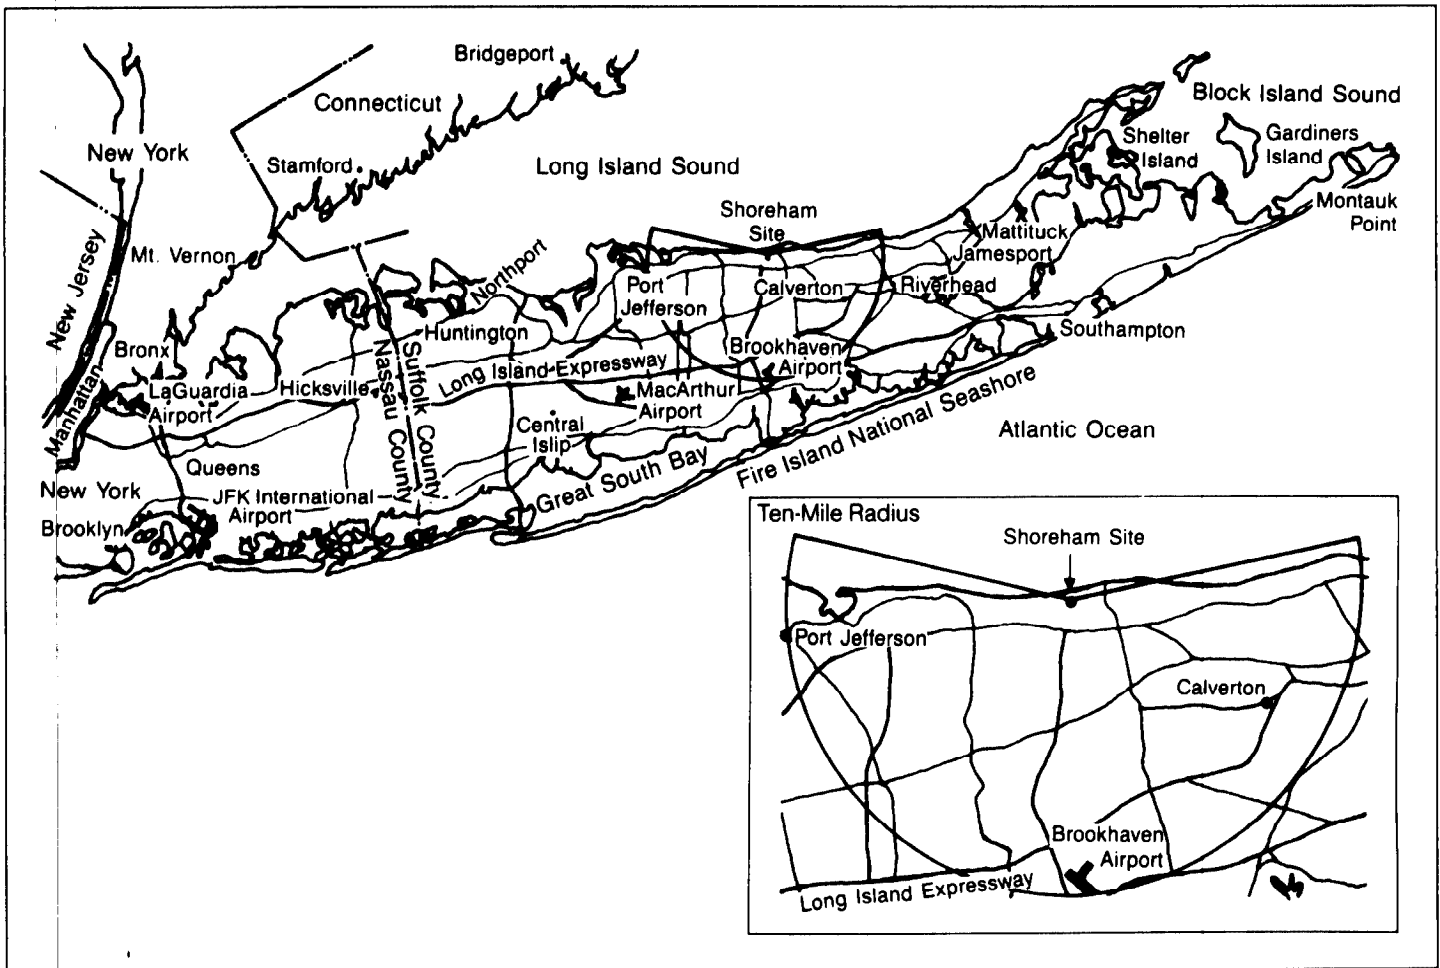 Bridgeport
Connecticut
Block Island Sound
New York
Stamford
Long Island Sound
Shelter
Island
Gardiners
Island
Montauk
Point
Shoreham
Site
Mt. Vernon
New Jersey
Northport
Mattituck
Jamesport
Port
Jefferson
Calverton
Riverhead
Huntington
Southampton
Bronx
Manhattan
LaGuardia
Airport
Hicksville
Suffolk County
Nassau County
Long Island Expressway
Brookhaven
Airport
MacArthur
Airport
Central
Islip
Atlantic Ocean
Queens
Great South Bay
Fire Island National Seashore
New York
JFK International
Airport
Brooklyn
Ten-Mile Radius
Shoreham Site
Port Jefferson
Calverton
Brookhaven
Airport
Long Island Expressway